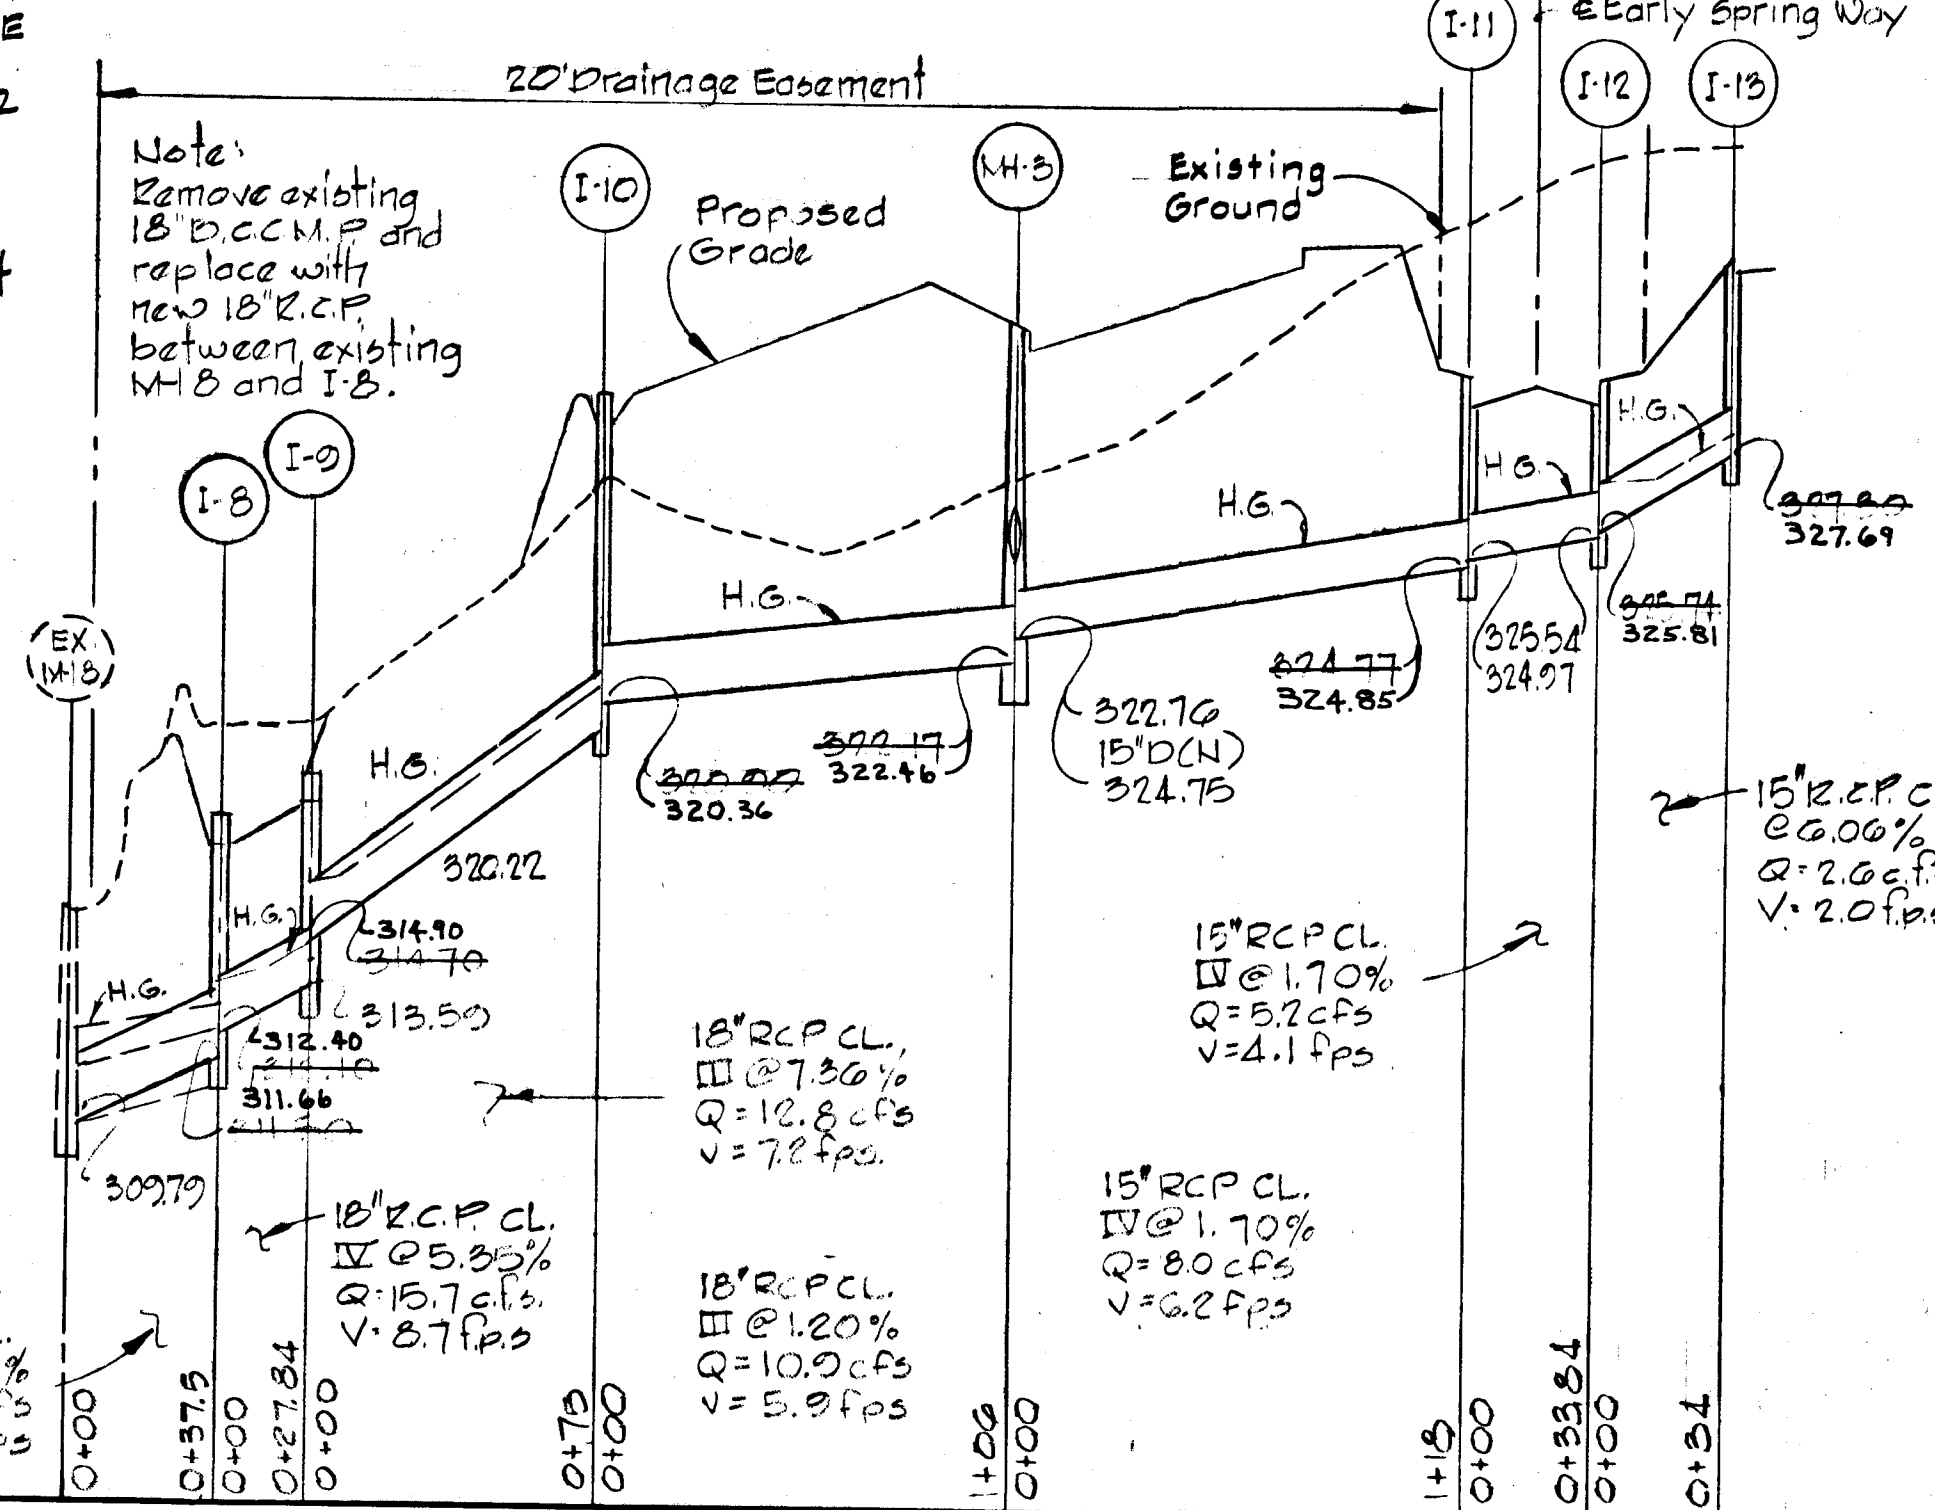 E
2
20' Drainage Easement
I-11
℄ Early Spring Way
I-12
I-13
Note:
Remove existing
18" D.C.C.M.P. and
replace with
new 18" R.C.P.
between existing
MH 8 and I-8.
I-10
Proposed
Grade
MH-3
Existing
Ground
I-9
I-8
EX.
M-18
H.G.
H.G.
H.G.
H.G.
H.G.
H.G.
H.G.
327.69
325.81
325.54
324.97
324.77
324.85
322.76
15" D (N)
324.75
322.17
322.46
320.36
320.22
314.90
314.70
313.59
312.40
311.66
309.79
15" R.C.P. C
@ 6.06%
Q = 2.6 c.f.
V = 2.0 f.p.s
15" RCP CL.
IV @ 1.70%
Q = 5.2 cfs
V = 4.1 fps
18" RCP CL.
III @ 7.36%
Q = 12.8 cfs
V = 7.2 fps.
15" RCP CL.
IV @ 1.70%
Q = 8.0 cfs
V = 6.2 fps
18" R.C.P. CL.
IV @ 5.35%
Q = 15.7 c.f.s.
V = 8.7 f.p.s
18" RCP CL.
III @ 1.20%
Q = 10.9 cfs
V = 5.9 fps
%
0+00
0+37.5
0+00
0+27.84
0+00
0+73
0+00
1+06
0+00
1+18
0+00
0+33.84
0+00
0+34